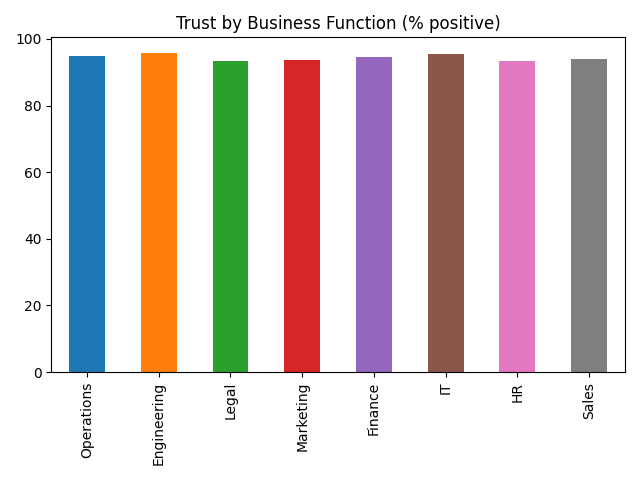 Trust by Business Function (% positive)
100
80
60
40
20
0
Operations
Engineering
Legal
Marketing
Finance
IT
HR
Sales